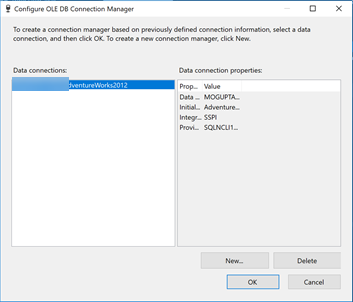 Configure OLE DB Connection Manager
To create a connection manager based on previously defined connection information, select a data
connection, and then click OK. To create a new connection manager, click New.
Data connections:
dventureWorks2012
Data connection properties:
Prop... Value
Data ... MOGUPTA...
Initial... Adventure...
Integr... SSPI
Provi... SQLNCLI1...
New... Delete
OK Cancel